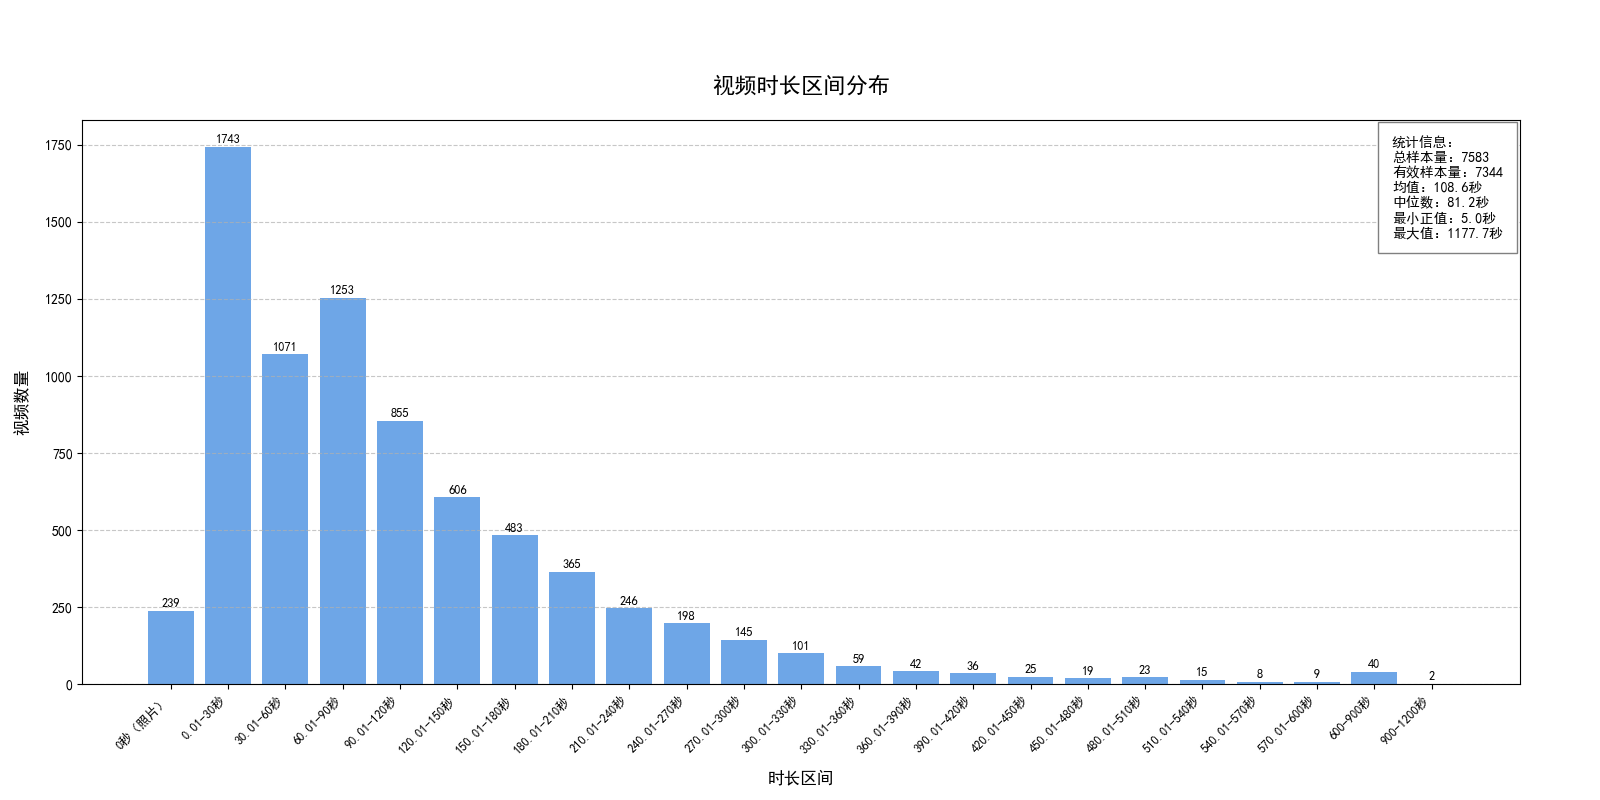 视频时长区间分布
统计信息：
总样本量：7583
有效样本量：7344
均值：108.6秒
中位数：81.2秒
最小正值：5.0秒
最大值：1177.7秒
视频数量
1750
1500
1250
1000
750
500
250
0
239
1743
1071
1253
855
606
483
365
246
198
145
101
59
42
36
25
19
23
15
8
9
40
2
0秒（照片）
0.01-30秒
30.01-60秒
60.01-90秒
90.01-120秒
120.01-150秒
150.01-180秒
180.01-210秒
210.01-240秒
240.01-270秒
270.01-300秒
300.01-330秒
330.01-360秒
360.01-390秒
390.01-420秒
420.01-450秒
450.01-480秒
480.01-510秒
510.01-540秒
540.01-570秒
570.01-600秒
600-900秒
900-1200秒
时长区间